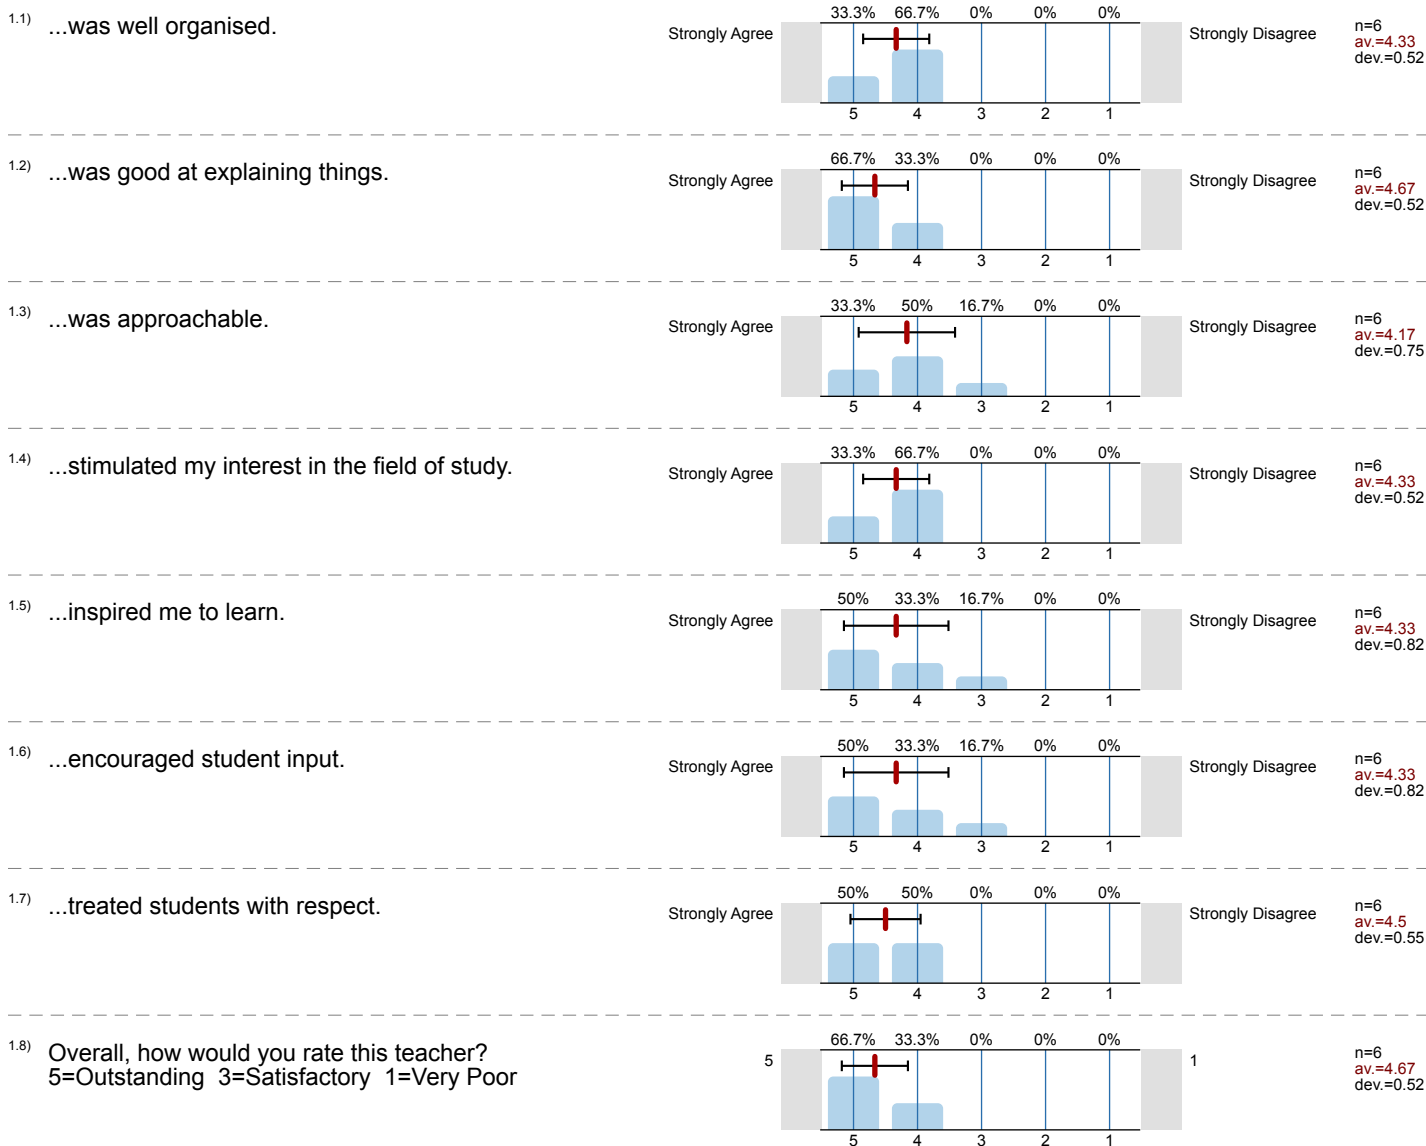 1.1) ...was well organised.
33.3% 66.7% 0% 0% 0%
Strongly Agree
Strongly Disagree
5 4 3 2 1
n=6
av.=4.33
dev.=0.52
1.2) ...was good at explaining things.
66.7% 33.3% 0% 0% 0%
Strongly Agree
Strongly Disagree
5 4 3 2 1
n=6
av.=4.67
dev.=0.52
1.3) ...was approachable.
33.3% 50% 16.7% 0% 0%
Strongly Agree
Strongly Disagree
5 4 3 2 1
n=6
av.=4.17
dev.=0.75
1.4) ...stimulated my interest in the field of study.
33.3% 66.7% 0% 0% 0%
Strongly Agree
Strongly Disagree
5 4 3 2 1
n=6
av.=4.33
dev.=0.52
1.5) ...inspired me to learn.
50% 33.3% 16.7% 0% 0%
Strongly Agree
Strongly Disagree
5 4 3 2 1
n=6
av.=4.33
dev.=0.82
1.6) ...encouraged student input.
50% 33.3% 16.7% 0% 0%
Strongly Agree
Strongly Disagree
5 4 3 2 1
n=6
av.=4.33
dev.=0.82
1.7) ...treated students with respect.
50% 50% 0% 0% 0%
Strongly Agree
Strongly Disagree
5 4 3 2 1
n=6
av.=4.5
dev.=0.55
1.8) Overall, how would you rate this teacher?
5=Outstanding 3=Satisfactory 1=Very Poor
66.7% 33.3% 0% 0% 0%
5
1
5 4 3 2 1
n=6
av.=4.67
dev.=0.52